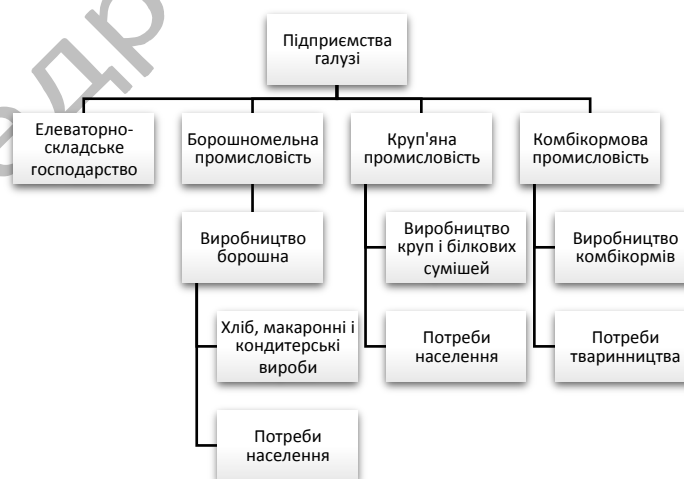 Підприємства
галузі
Елеваторно-
складське
господарство
Борошномельна
промисловість
Круп'яна
промисловість
Комбікормова
промисловість
Виробництво
борошна
Виробництво
круп і білкових
сумішей
Виробництво
комбікормів
Хліб, макаронні і
кондитерські
вироби
Потреби
населення
Потреби
тваринництва
Потреби
населення